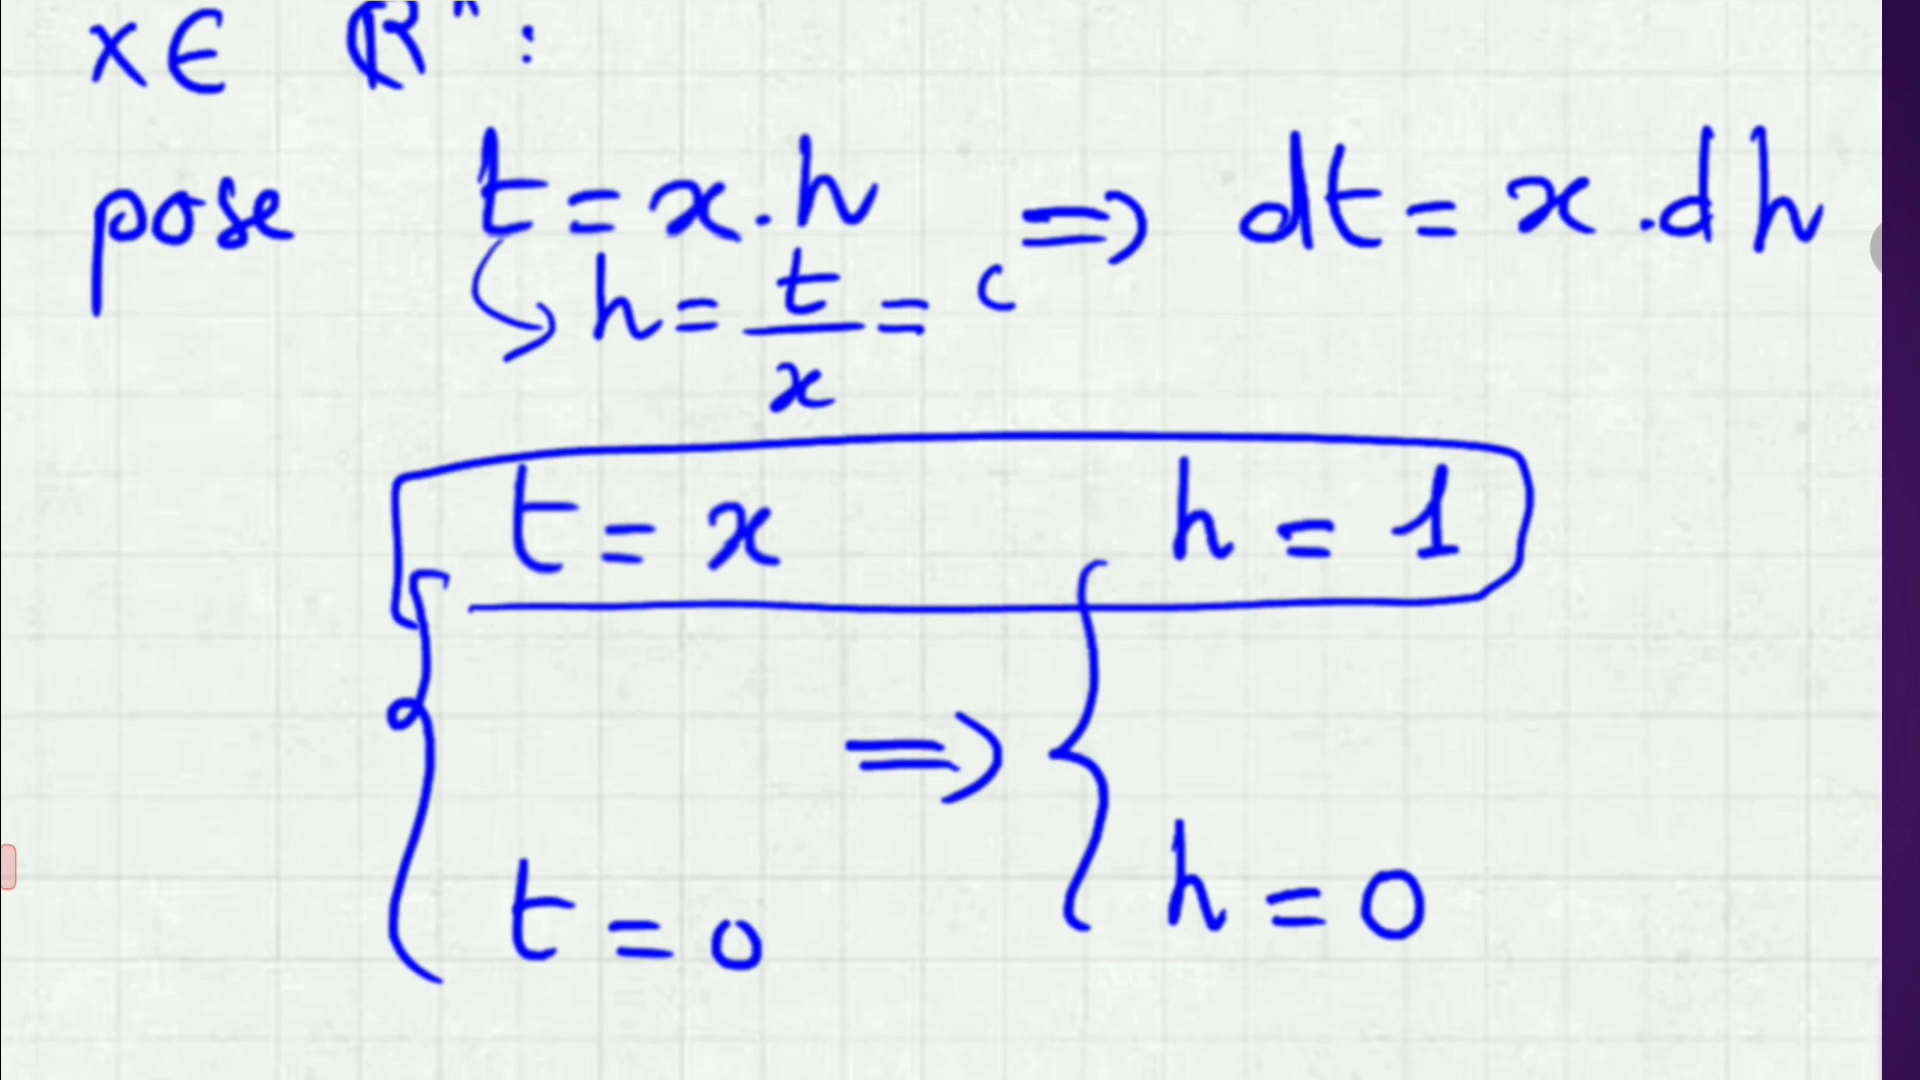 x ∈ ℝ* :
pose t = x . h ⇒ dt = x . dh
h = t/x = c
t = x h = 1
⇒
t = 0 h = 0